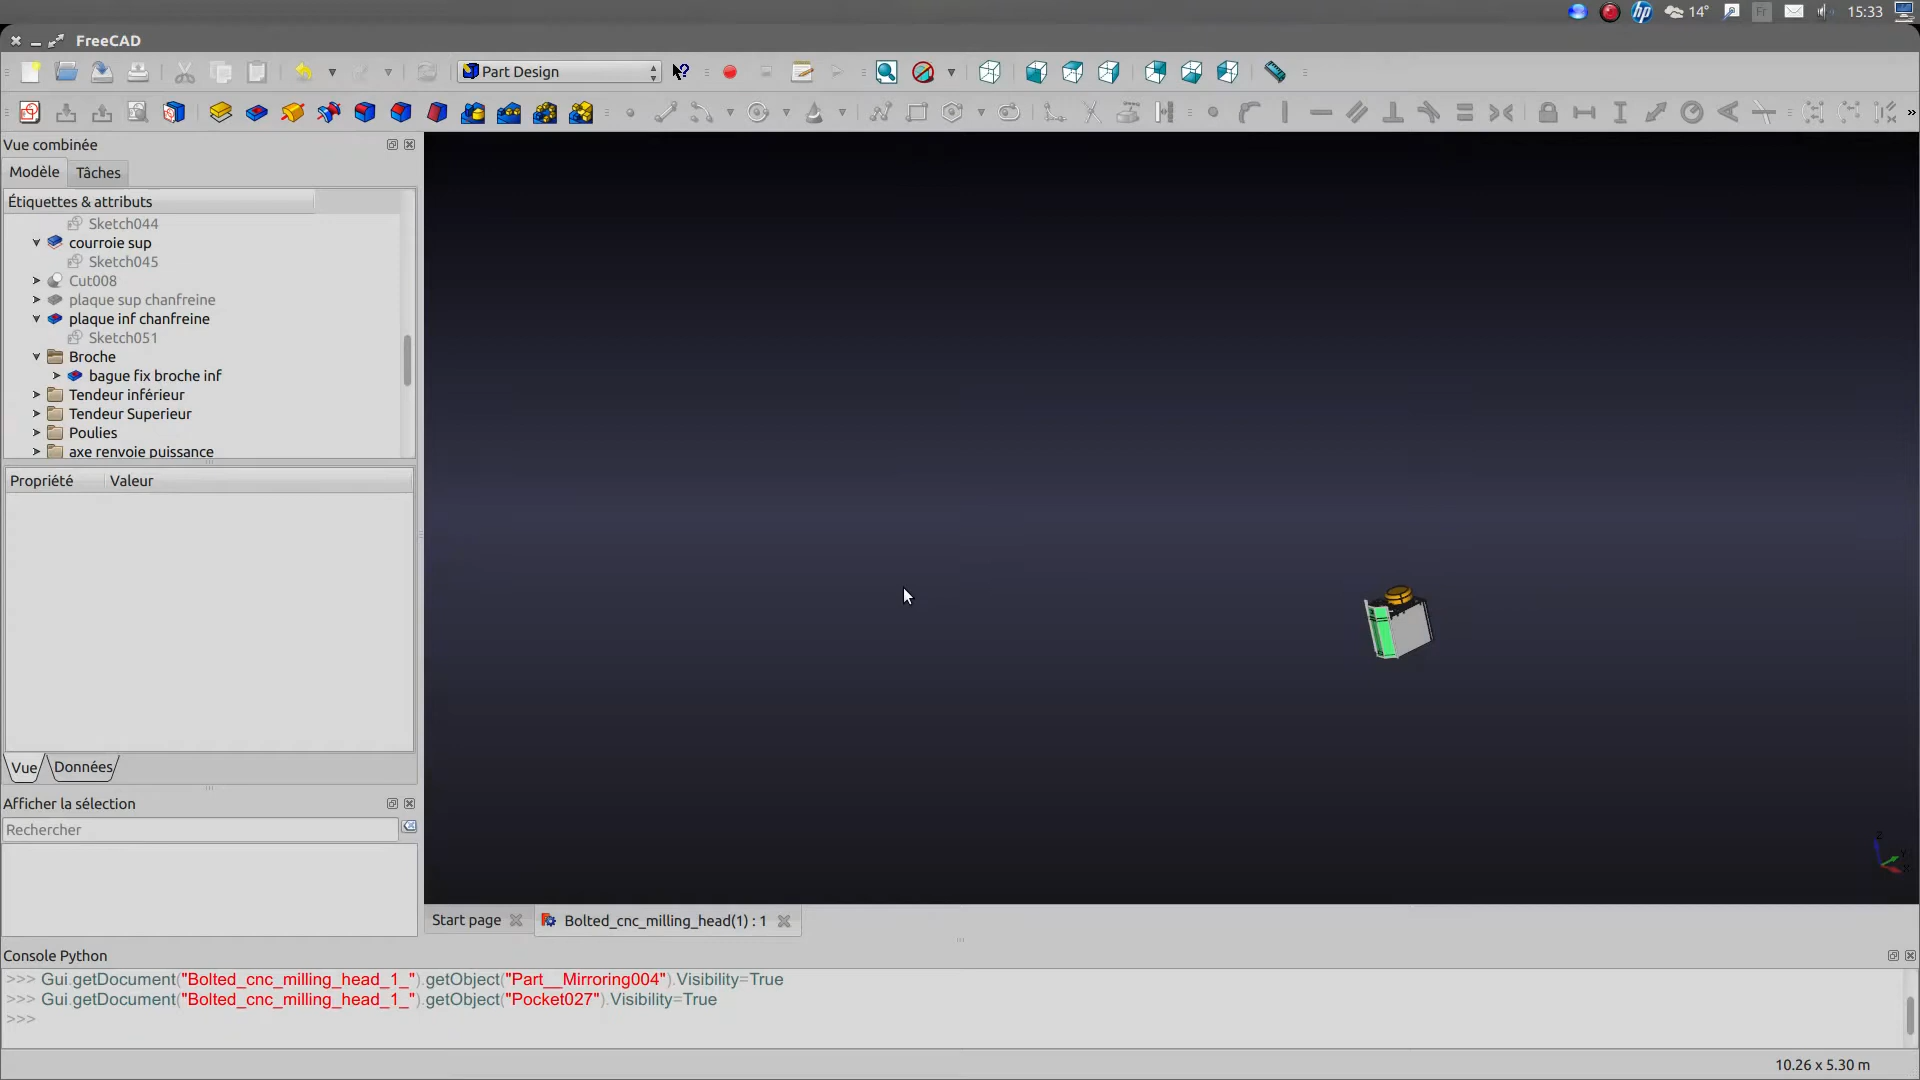 Fr
14°
15:33
FreeCAD
Part Design
Vue combinée
Modèle
Tâches
Étiquettes & attributs
Sketch044
courroie sup
Sketch045
Cut008
plaque sup chanfreine
plaque inf chanfreine
Sketch051
Broche
bague fix broche inf
Tendeur inférieur
Tendeur Superieur
Poulies
axe renvoie puissance
Propriété Valeur
Vue
Données
Afficher la sélection
Rechercher
Start page
Bolted_cnc_milling_head(1) : 1
Console Python
>>> Gui.getDocument("Bolted_cnc_milling_head_1_").getObject("Part__Mirroring004").Visibility=True
>>> Gui.getDocument("Bolted_cnc_milling_head_1_").getObject("Pocket027").Visibility=True
>>>
10.26 x 5.30 m